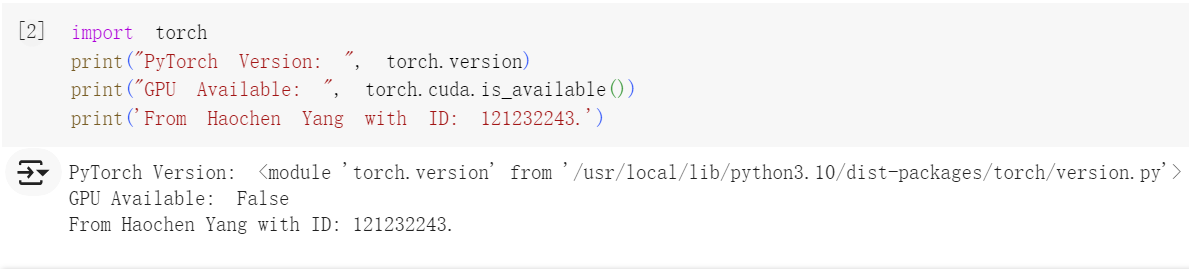 [2] import torch
print("PyTorch Version: ", torch.version)
print("GPU Available: ", torch.cuda.is_available())
print('From Haochen Yang with ID: 121232243.')
PyTorch Version: <module 'torch.version' from '/usr/local/lib/python3.10/dist-packages/torch/version.py'>
GPU Available: False
From Haochen Yang with ID: 121232243.